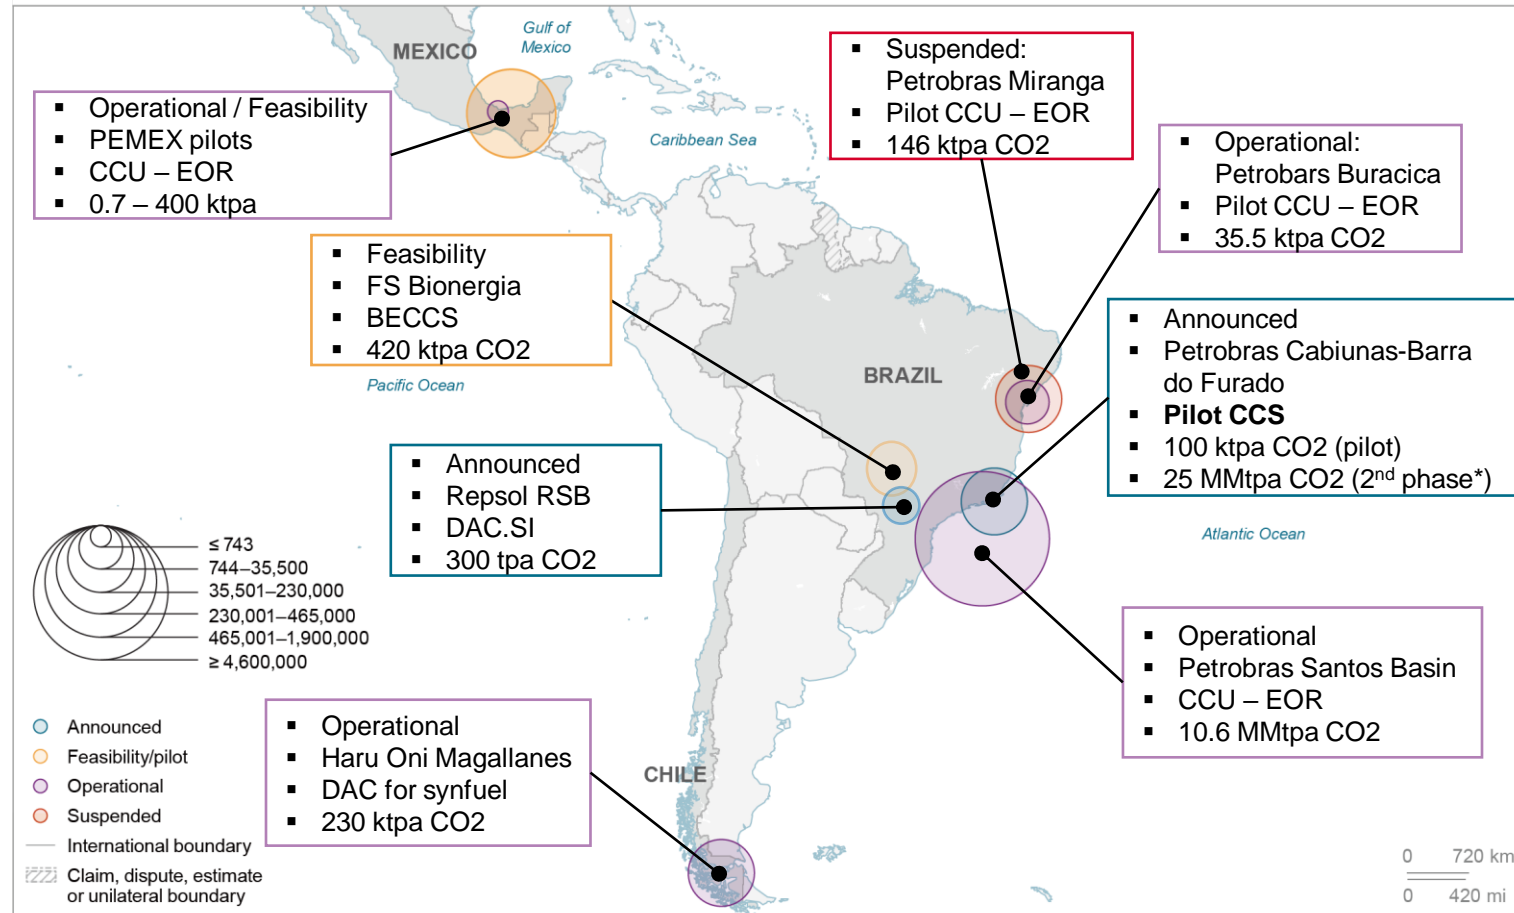 Gulf of
Mexico
MEXICO
▪ Operational / Feasibility
▪ PEMEX pilots
▪ CCU – EOR
▪ 0.7 – 400 ktpa
Caribbean Sea
▪ Suspended:
Petrobras Miranga
▪ Pilot CCU – EOR
▪ 146 ktpa CO2
▪ Operational:
Petrobars Buracica
▪ Pilot CCU – EOR
▪ 35.5 ktpa CO2
▪ Feasibility
▪ FS Bionergia
▪ BECCS
▪ 420 ktpa CO2
Pacific Ocean
BRAZIL
▪ Announced
▪ Petrobras Cabiunas-Barra
do Furado
▪ Pilot CCS
▪ 100 ktpa CO2 (pilot)
▪ 25 MMtpa CO2 (2nd phase*)
▪ Announced
▪ Repsol RSB
▪ DAC.SI
▪ 300 tpa CO2
Atlantic Ocean
≤ 743
744–35,500
35,501–230,000
230,001–465,000
465,001–1,900,000
≥ 4,600,000
▪ Operational
▪ Petrobras Santos Basin
▪ CCU – EOR
▪ 10.6 MMtpa CO2
▪ Operational
▪ Haru Oni Magallanes
▪ DAC for synfuel
▪ 230 ktpa CO2
CHILE
Announced
Feasibility/pilot
Operational
Suspended
International boundary
Claim, dispute, estimate
or unilateral boundary
0 720 km
0 420 mi